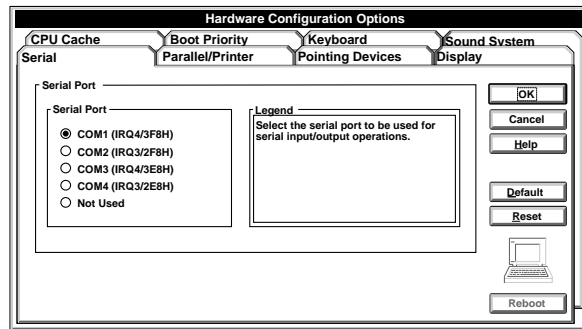 Hardware Configuration Options
CPU Cache Boot Priority Keyboard Sound System
Serial Parallel/Printer Pointing Devices Display
Serial Port
Serial Port
COM1 (IRQ4/3F8H)
COM2 (IRQ3/2F8H)
COM3 (IRQ4/3E8H)
COM4 (IRQ3/2E8H)
Not Used
Legend
Select the serial port to be used for
serial input/output operations.
OK
Cancel
Help
Default
Reset
Reboot